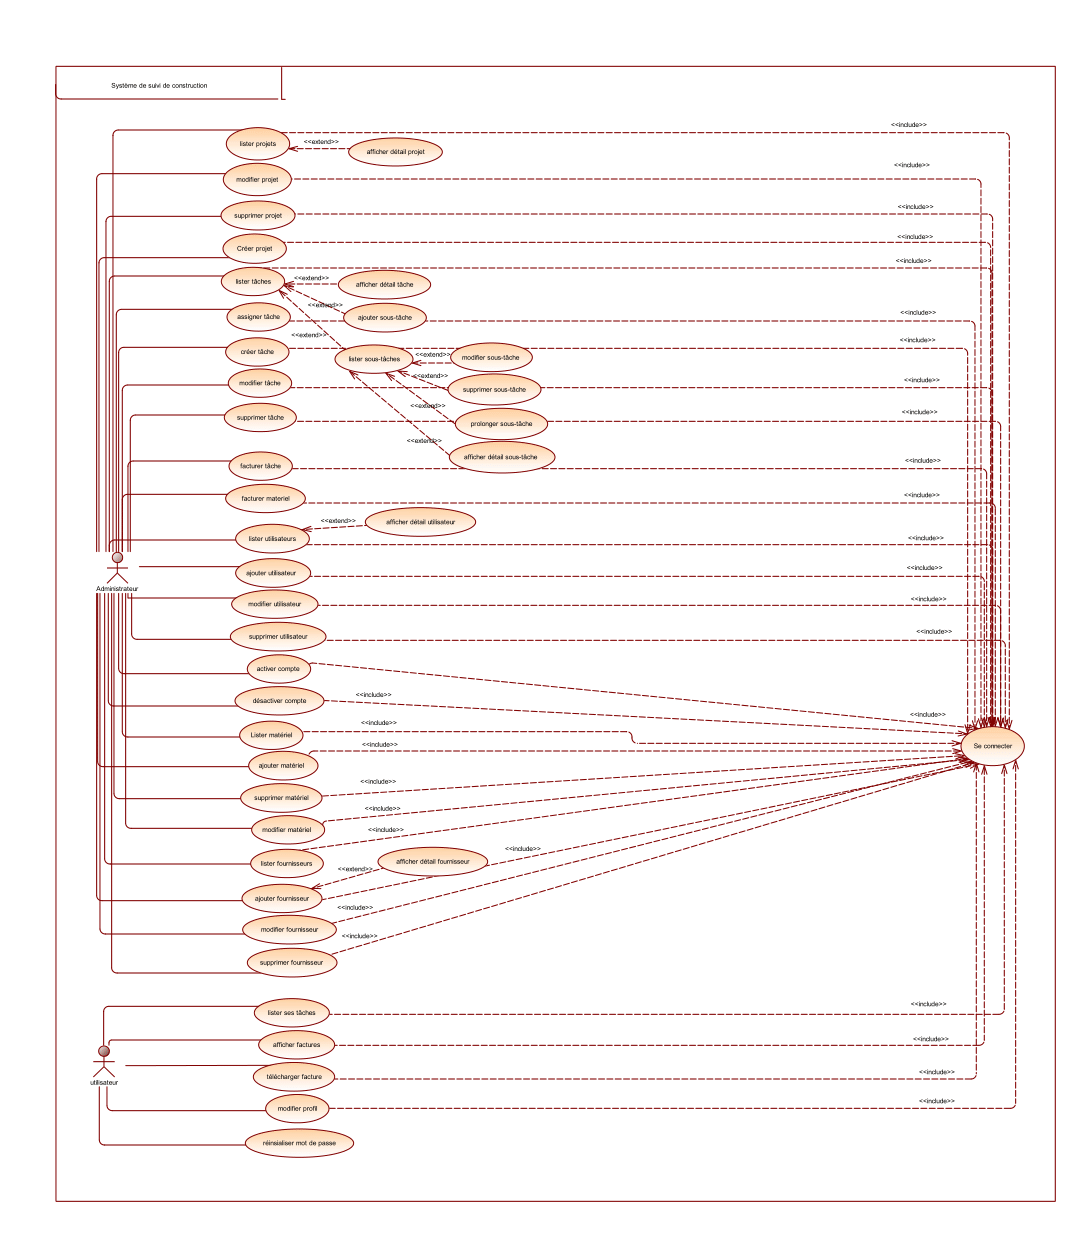 Système de suivi de construction
<<include>>
lister projets
<<extend>>
afficher détail projet
<<include>>
modifier projet
<<include>>
supprimer projet
<<include>>
Créer projet
<<include>>
lister tâches
<<extend>>
afficher détail tâche
<<extend>>
ajouter sous-tâche
<<include>>
assigner tâche
<<extend>>
<<include>>
créer tâche
lister sous-tâches
<<extend>>
modifier sous-tâche
<<extend>>
<<include>>
modifier tâche
supprimer sous-tâche
<<extend>>
<<include>>
supprimer tâche
prolonger sous-tâche
<<extend>>
afficher détail sous-tâche
<<include>>
facturer tâche
<<include>>
facturer materiel
<<extend>>
afficher détail utilisateur
lister utilisateurs
<<include>>
<<include>>
ajouter utilisateur
Administrateur
<<include>>
modifier utilisateur
<<include>>
supprimer utilisateur
activer compte
<<include>>
désactiver compte
<<include>>
<<include>>
Lister matériel
<<include>>
Se connecter
ajouter matériel
<<include>>
supprimer matériel
<<include>>
modifier matériel
<<include>>
<<include>>
lister fournisseurs
afficher détail fournisseur
<<extend>>
ajouter fournisseur
<<include>>
modifier fournisseur
<<include>>
supprimer fournisseur
<<include>>
lister ses tâches
<<include>>
afficher factures
<<include>>
télécharger facture
utilisateur
<<include>>
modifier profil
réinsialiser mot de passe